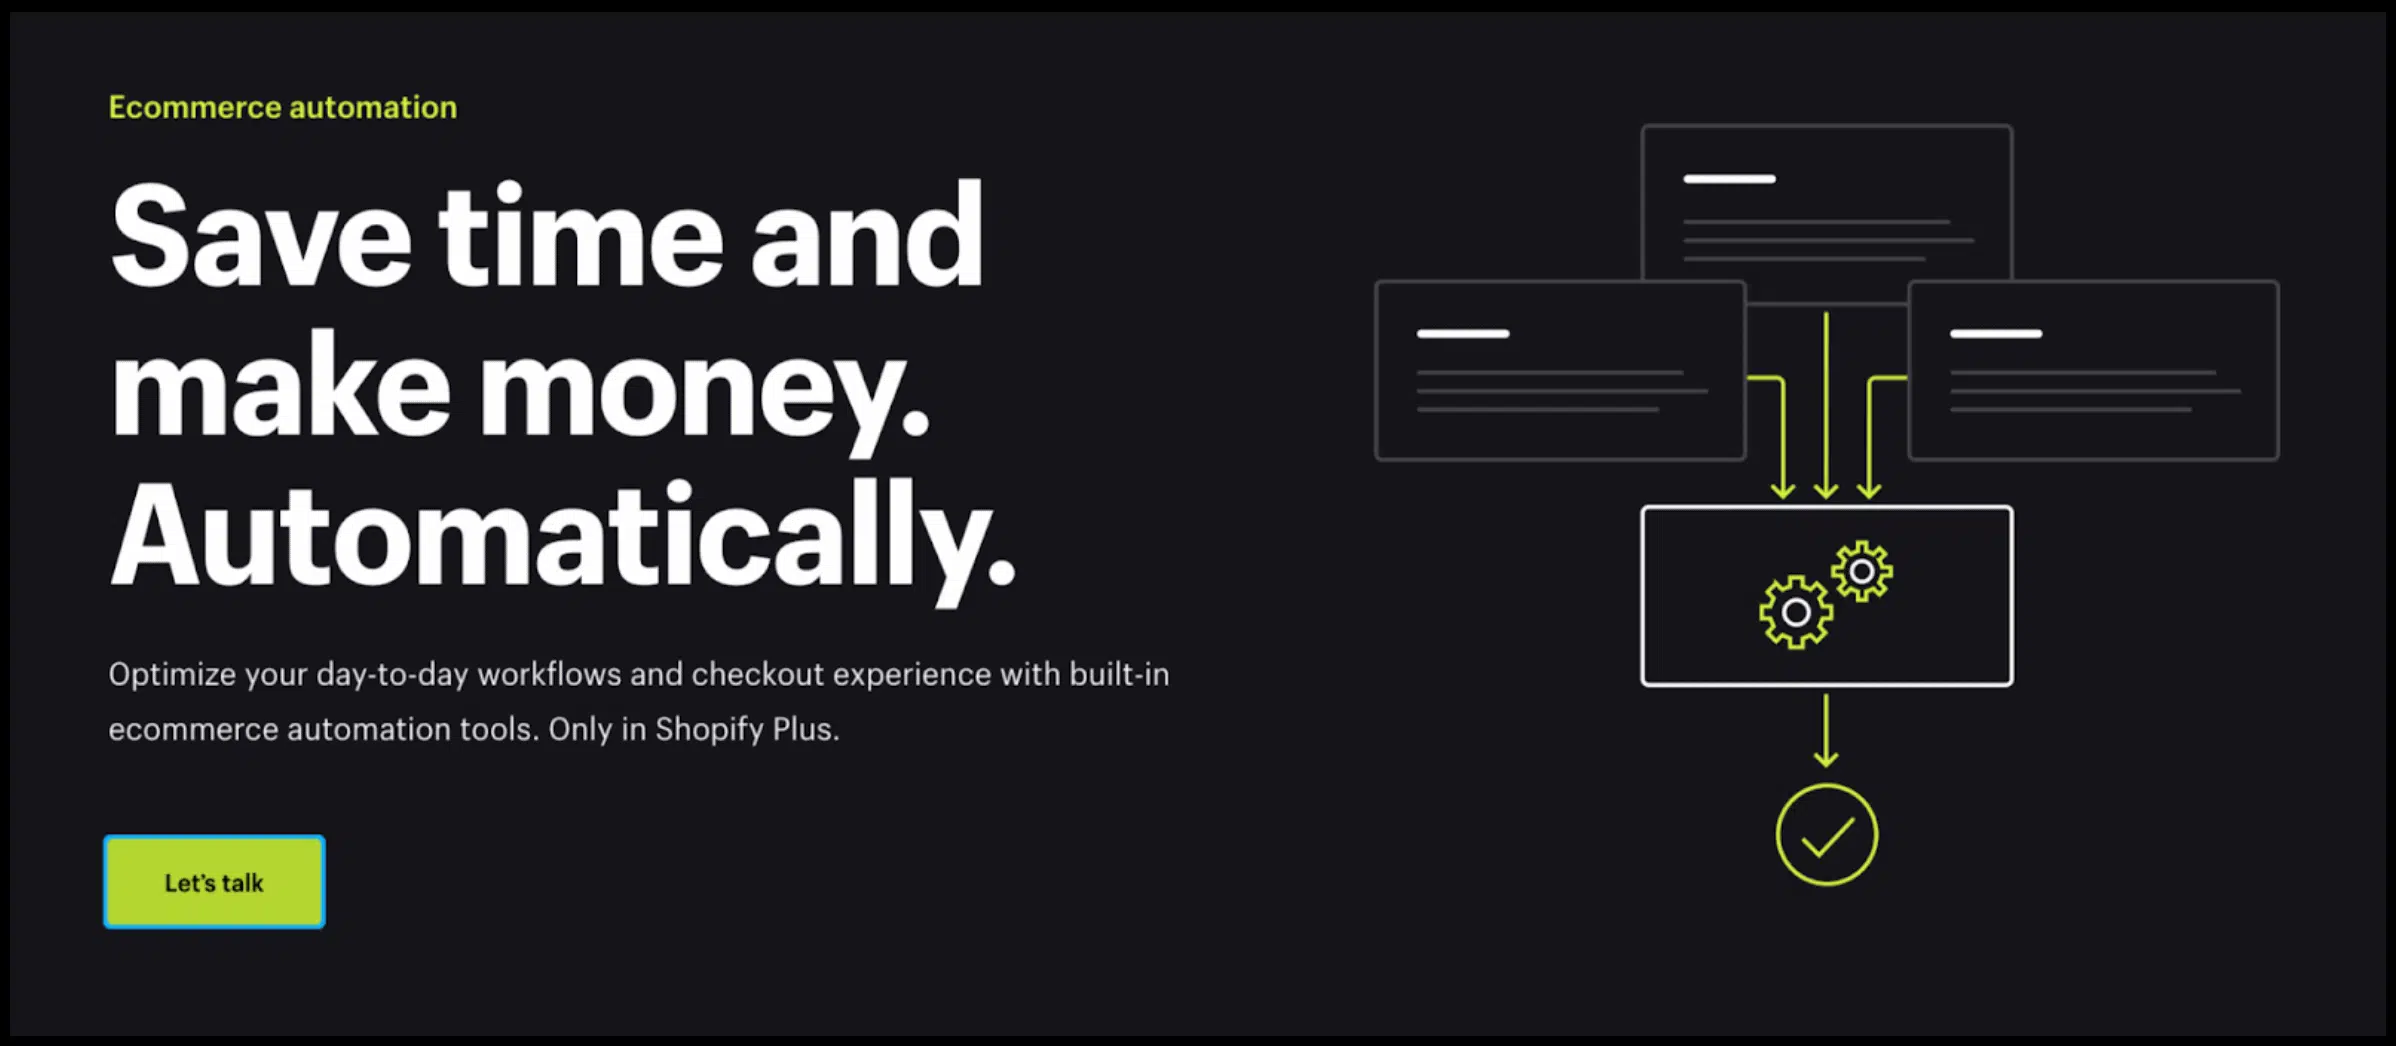 Ecommerce automation
Save time and
make money.
Automatically.
Optimize your day-to-day workflows and checkout experience with built-in
ecommerce automation tools. Only in Shopify Plus.
Let’s talk